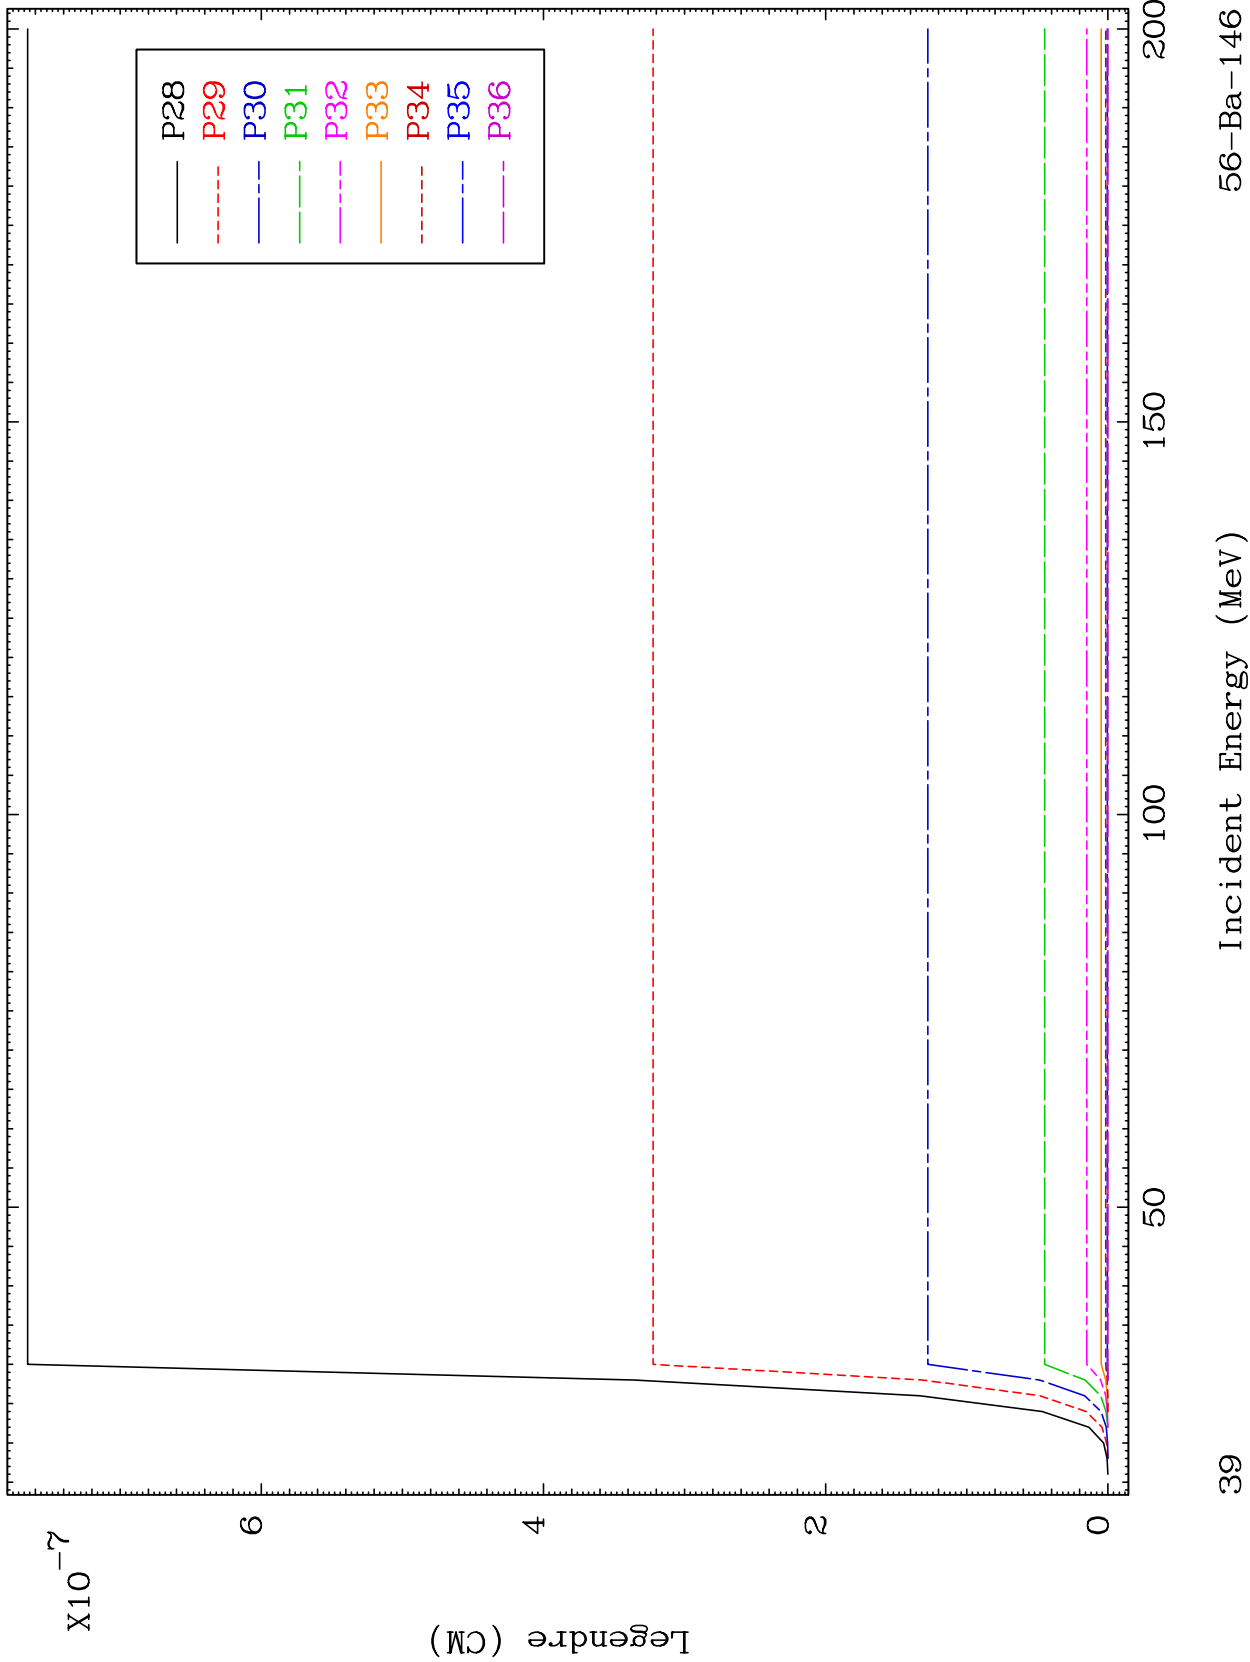 X10-7
Legendre (CM)
6
4
2
0
P28
P29
P30
P31
P32
P33
P34
P35
P36
50
100
150
200
Incident Energy (MeV)
39
56-Ba-146